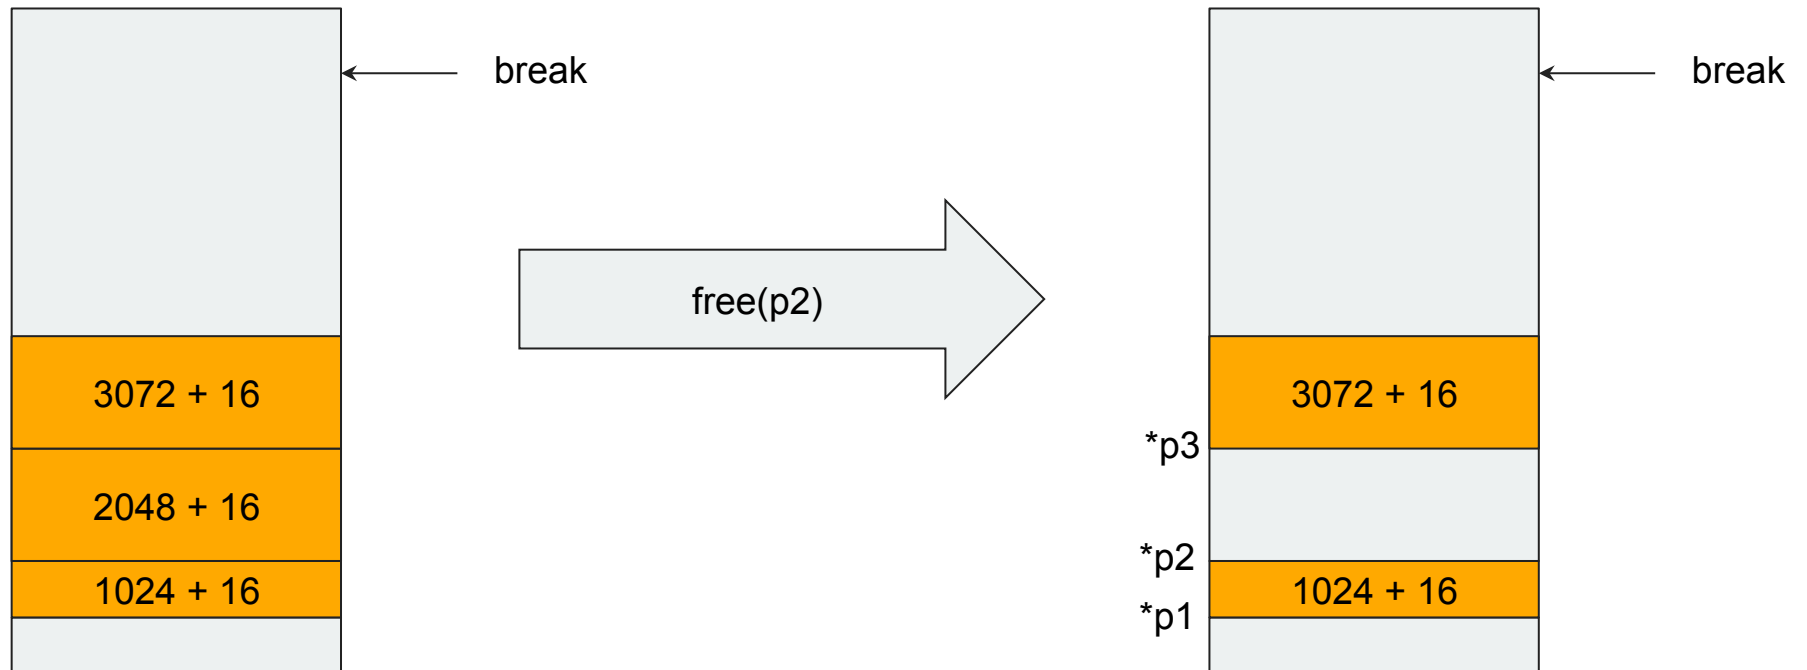 break
3072 + 16
2048 + 16
1024 + 16
free(p2)
break
3072 + 16
*p3
*p2
1024 + 16
*p1